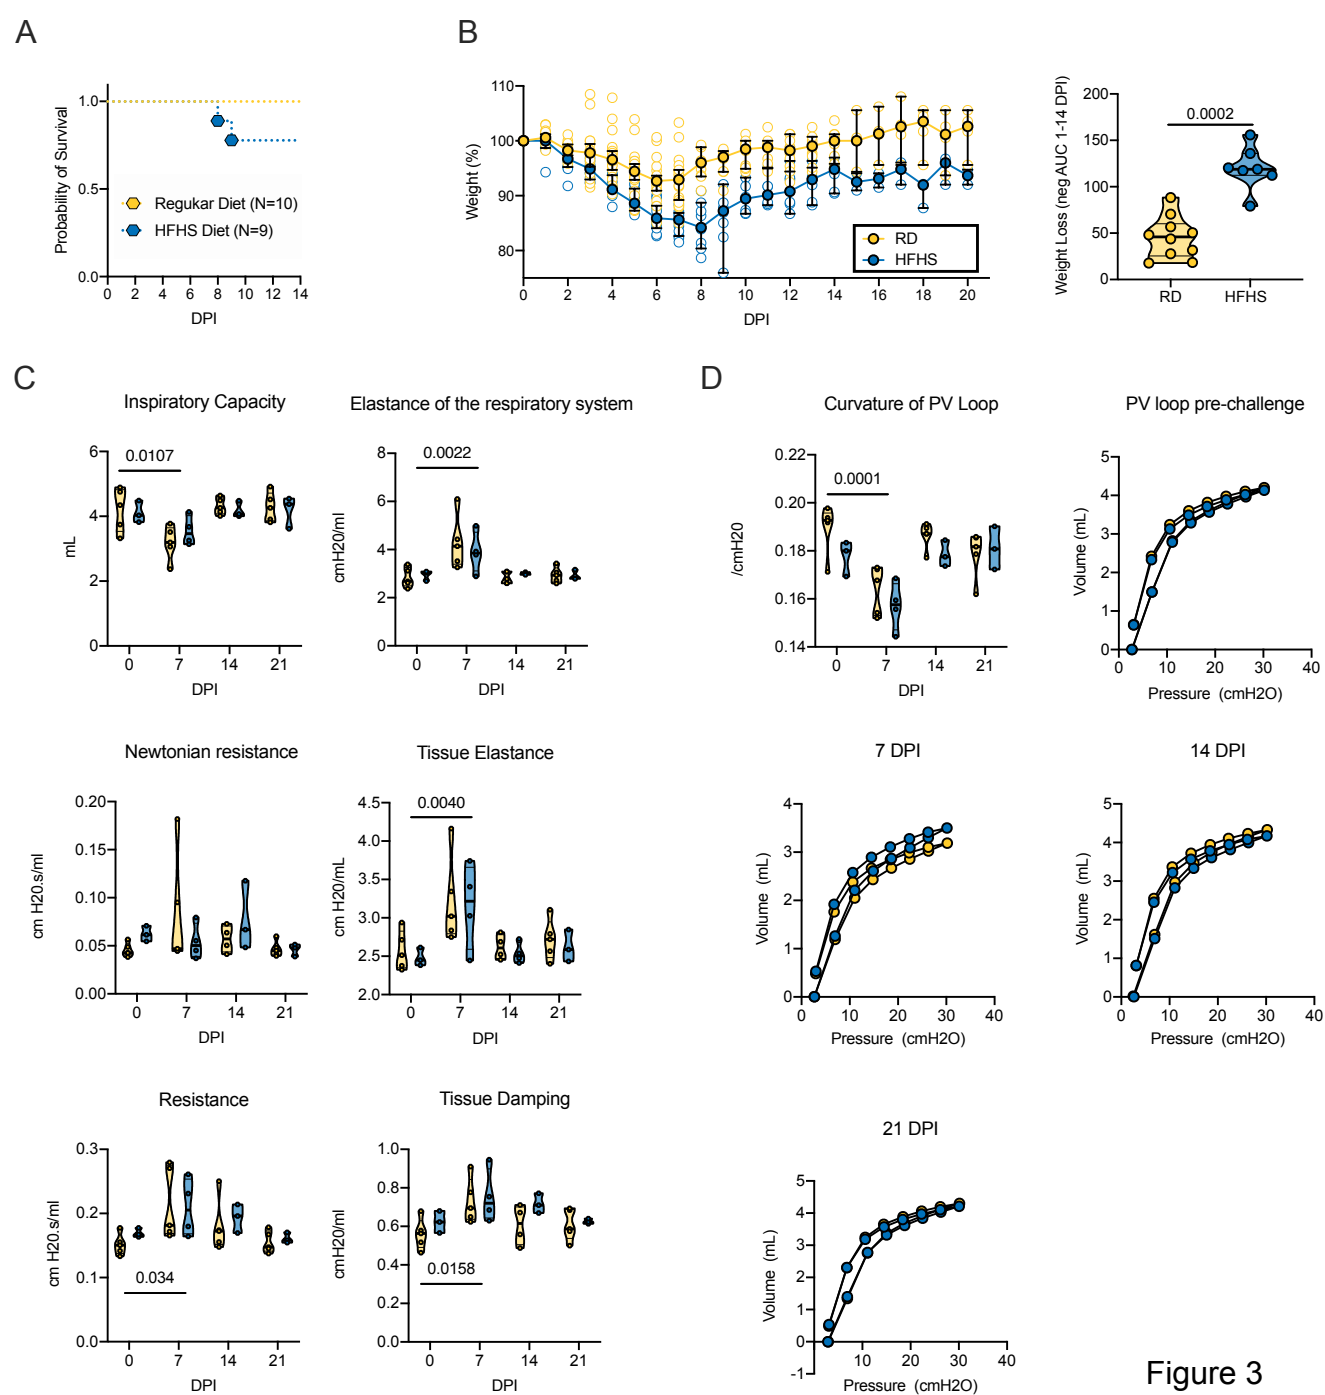 A
B
Probability of Survival
1.0
0.5
0.0
0 2 4 6 8 10 12 14
DPI
Regukar Diet (N=10)
HFHS Diet (N=9)
Weight (%)
110
100
90
80
0 2 4 6 8 10 12 14 16 18 20
DPI
RD
HFHS
Weight Loss (neg AUC 1-14 DPI)
200
150
100
50
0
0.0002
RD HFHS
C
D
Inspiratory Capacity
mL
6
4
2
0
0.0107
0 7 14 21
DPI
Elastance of the respiratory system
cmH20/ml
8
6
4
2
0
0.0022
0 7 14 21
DPI
Curvature of PV Loop
/cmH20
0.22
0.20
0.18
0.16
0.14
0.0001
0 7 14 21
DPI
PV loop pre-challenge
Volume (mL)
5
4
3
2
1
0
0 10 20 30 40
Pressure (cmH2O)
Newtonian resistance
cm H20.s/ml
0.20
0.15
0.10
0.05
0.00
0 7 14 21
DPI
Tissue Elastance
cm H20/mL
4.5
4.0
3.5
3.0
2.5
2.0
0.0040
0 7 14 21
DPI
7 DPI
Volume (mL)
4
3
2
1
0
0 10 20 30 40
Pressure (cmH2O)
14 DPI
Volume (mL)
5
4
3
2
1
0
0 10 20 30 40
Pressure (cmH2O)
Resistance
cm H20.s/ml
0.3
0.2
0.1
0.0
0.034
0 7 14 21
DPI
Tissue Damping
cmH20/ml
1.0
0.8
0.6
0.4
0.2
0.0
0.0158
0 7 14 21
DPI
21 DPI
Volume (mL)
5
4
3
2
1
0
-1
10 20 30 40
Pressure (cmH2O)
Figure 3